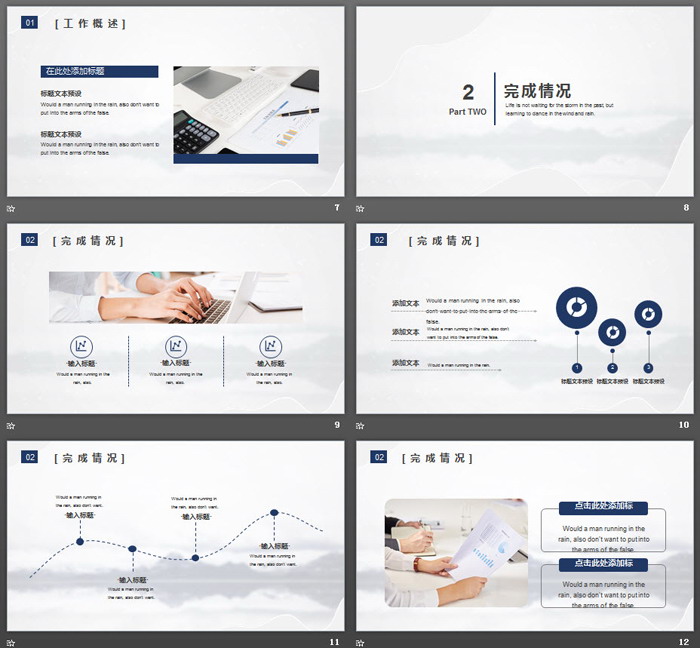 01 [工作概述]
在此处添加标题
标题文本预设
Would a man running in the rain, also don't want to
put into the arms of the false.
标题文本预设
Would a man running in the rain, also don't want to
put into the arms of the false.
7
2
Part TWO
完成情况
Life is not waiting for the storm in the past, but
learning to dance in the wind and rain.
8
02 [完成情况]
输入标题
Would a man running in the
rain, also.
输入标题
Would a man running in the
rain, also.
输入标题
Would a man running in
the rain, also.
9
02 [完成情况]
添加文本
Would a man running in the rain, also
don't want to put into the arms of the
false.
添加文本
Would a man running in the rain, also don't
want to put into the arms of the false.
添加文本
Would a man running in the rain.
1
2
3
标题文本预设
标题文本预设
标题文本预设
10
02 [完成情况]
Would a man running in
the rain, also don't want.
输入标题
Would a man running in
the rain, also don't want.
输入标题
输入标题
Would a man running in
the rain, also don't want.
输入标题
Would a man running in
the rain, also don't want.
11
02 [完成情况]
点击此处添加标
Would a man running in the
rain, also don't want to put into
the arms of the false.
点击此处添加标
Would a man running in the
rain, also don't want to put into
the arms of the false.
12